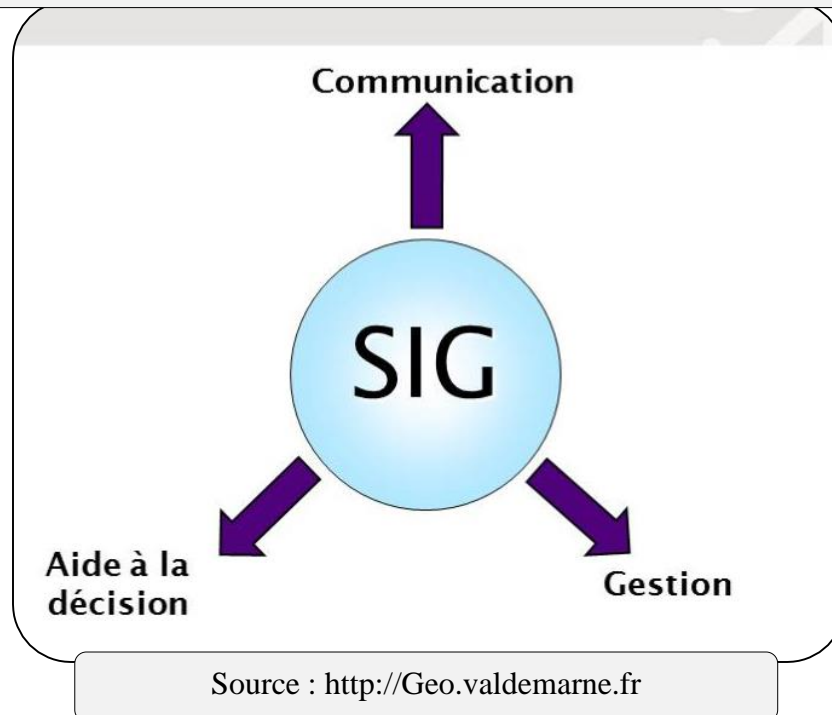 Communication
SIG
Aide à la
décision
Gestion
Source : http://Geo.valdemarne.fr